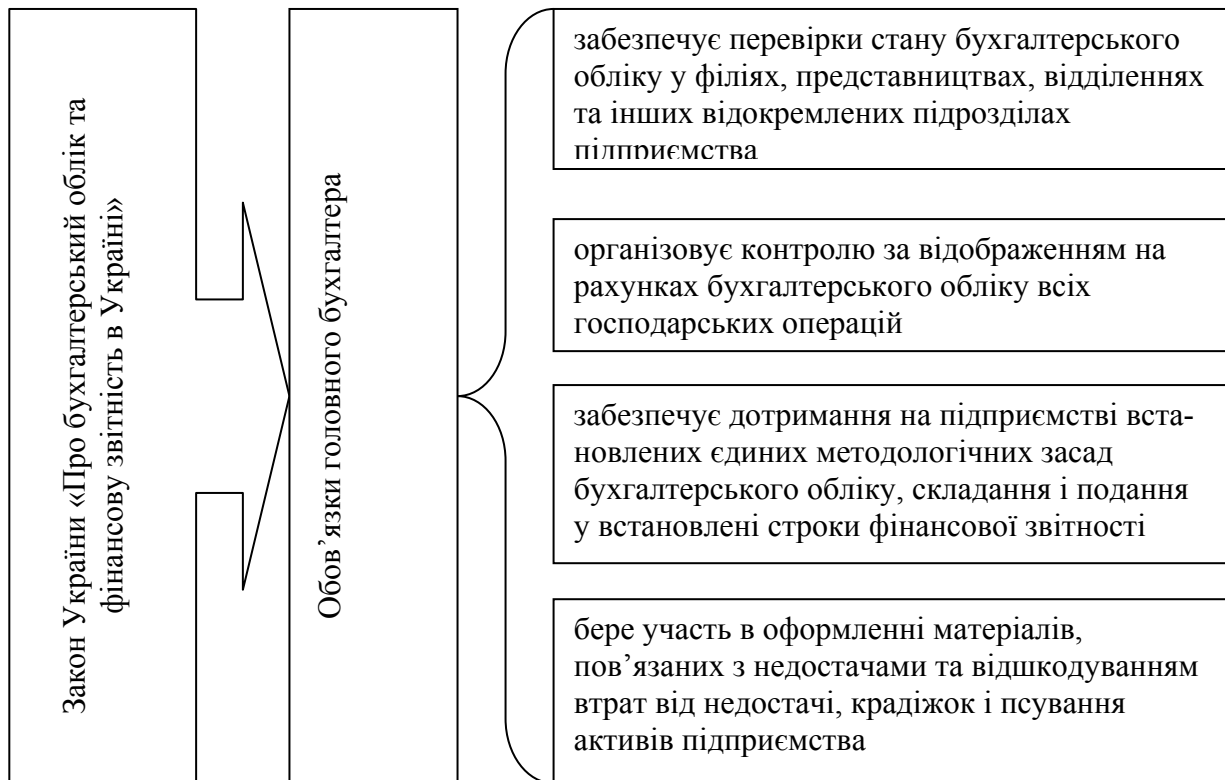 Закон України «Про бухгалтерський облік та
фінансову звітність в Україні»
Обов’язки головного бухгалтера
забезпечує перевірки стану бухгалтерського
обліку у філіях, представництвах, відділеннях
та інших відокремлених підрозділах
підприємства
організовує контролю за відображенням на
рахунках бухгалтерського обліку всіх
господарських операцій
забезпечує дотримання на підприємстві вста-
новлених єдиних методологічних засад
бухгалтерського обліку, складання і подання
у встановлені строки фінансової звітності
бере участь в оформленні матеріалів,
пов’язаних з недостачами та відшкодуванням
втрат від недостачі, крадіжок і псування
активів підприємства